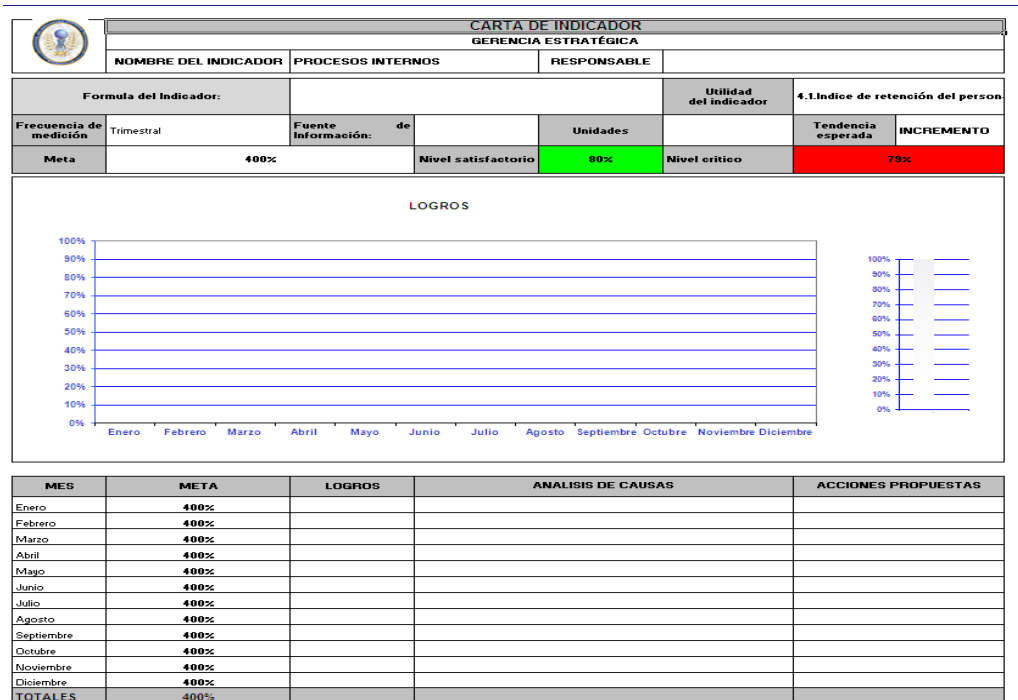 CARTA DE INDICADOR
GERENCIA ESTRATÉGICA
NOMBRE DEL INDICADOR PROCESOS INTERNOS RESPONSABLE
Formula del Indicador: Utilidad del indicador 4.1.Indice de retención del person
Frecuencia de medición Trimestral Fuente de Información: Unidades Tendencia esperada INCREMENTO
Meta 400% Nivel satisfactorio 80% Nivel critico 79%
LOGROS
100%
90%
80%
70%
60%
50%
40%
30%
20%
10%
0%
Enero Febrero Marzo Abril Mayo Junio Julio Agosto Septiembre Octubre Noviembre Diciembre
100%
90%
80%
70%
60%
50%
40%
30%
20%
10%
0%
MES META LOGROS ANALISIS DE CAUSAS ACCIONES PROPUESTAS
Enero 400%
Febrero 400%
Marzo 400%
Abril 400%
Mayo 400%
Junio 400%
Julio 400%
Agosto 400%
Septiembre 400%
Octubre 400%
Noviembre 400%
Diciembre 400%
TOTALES 400%